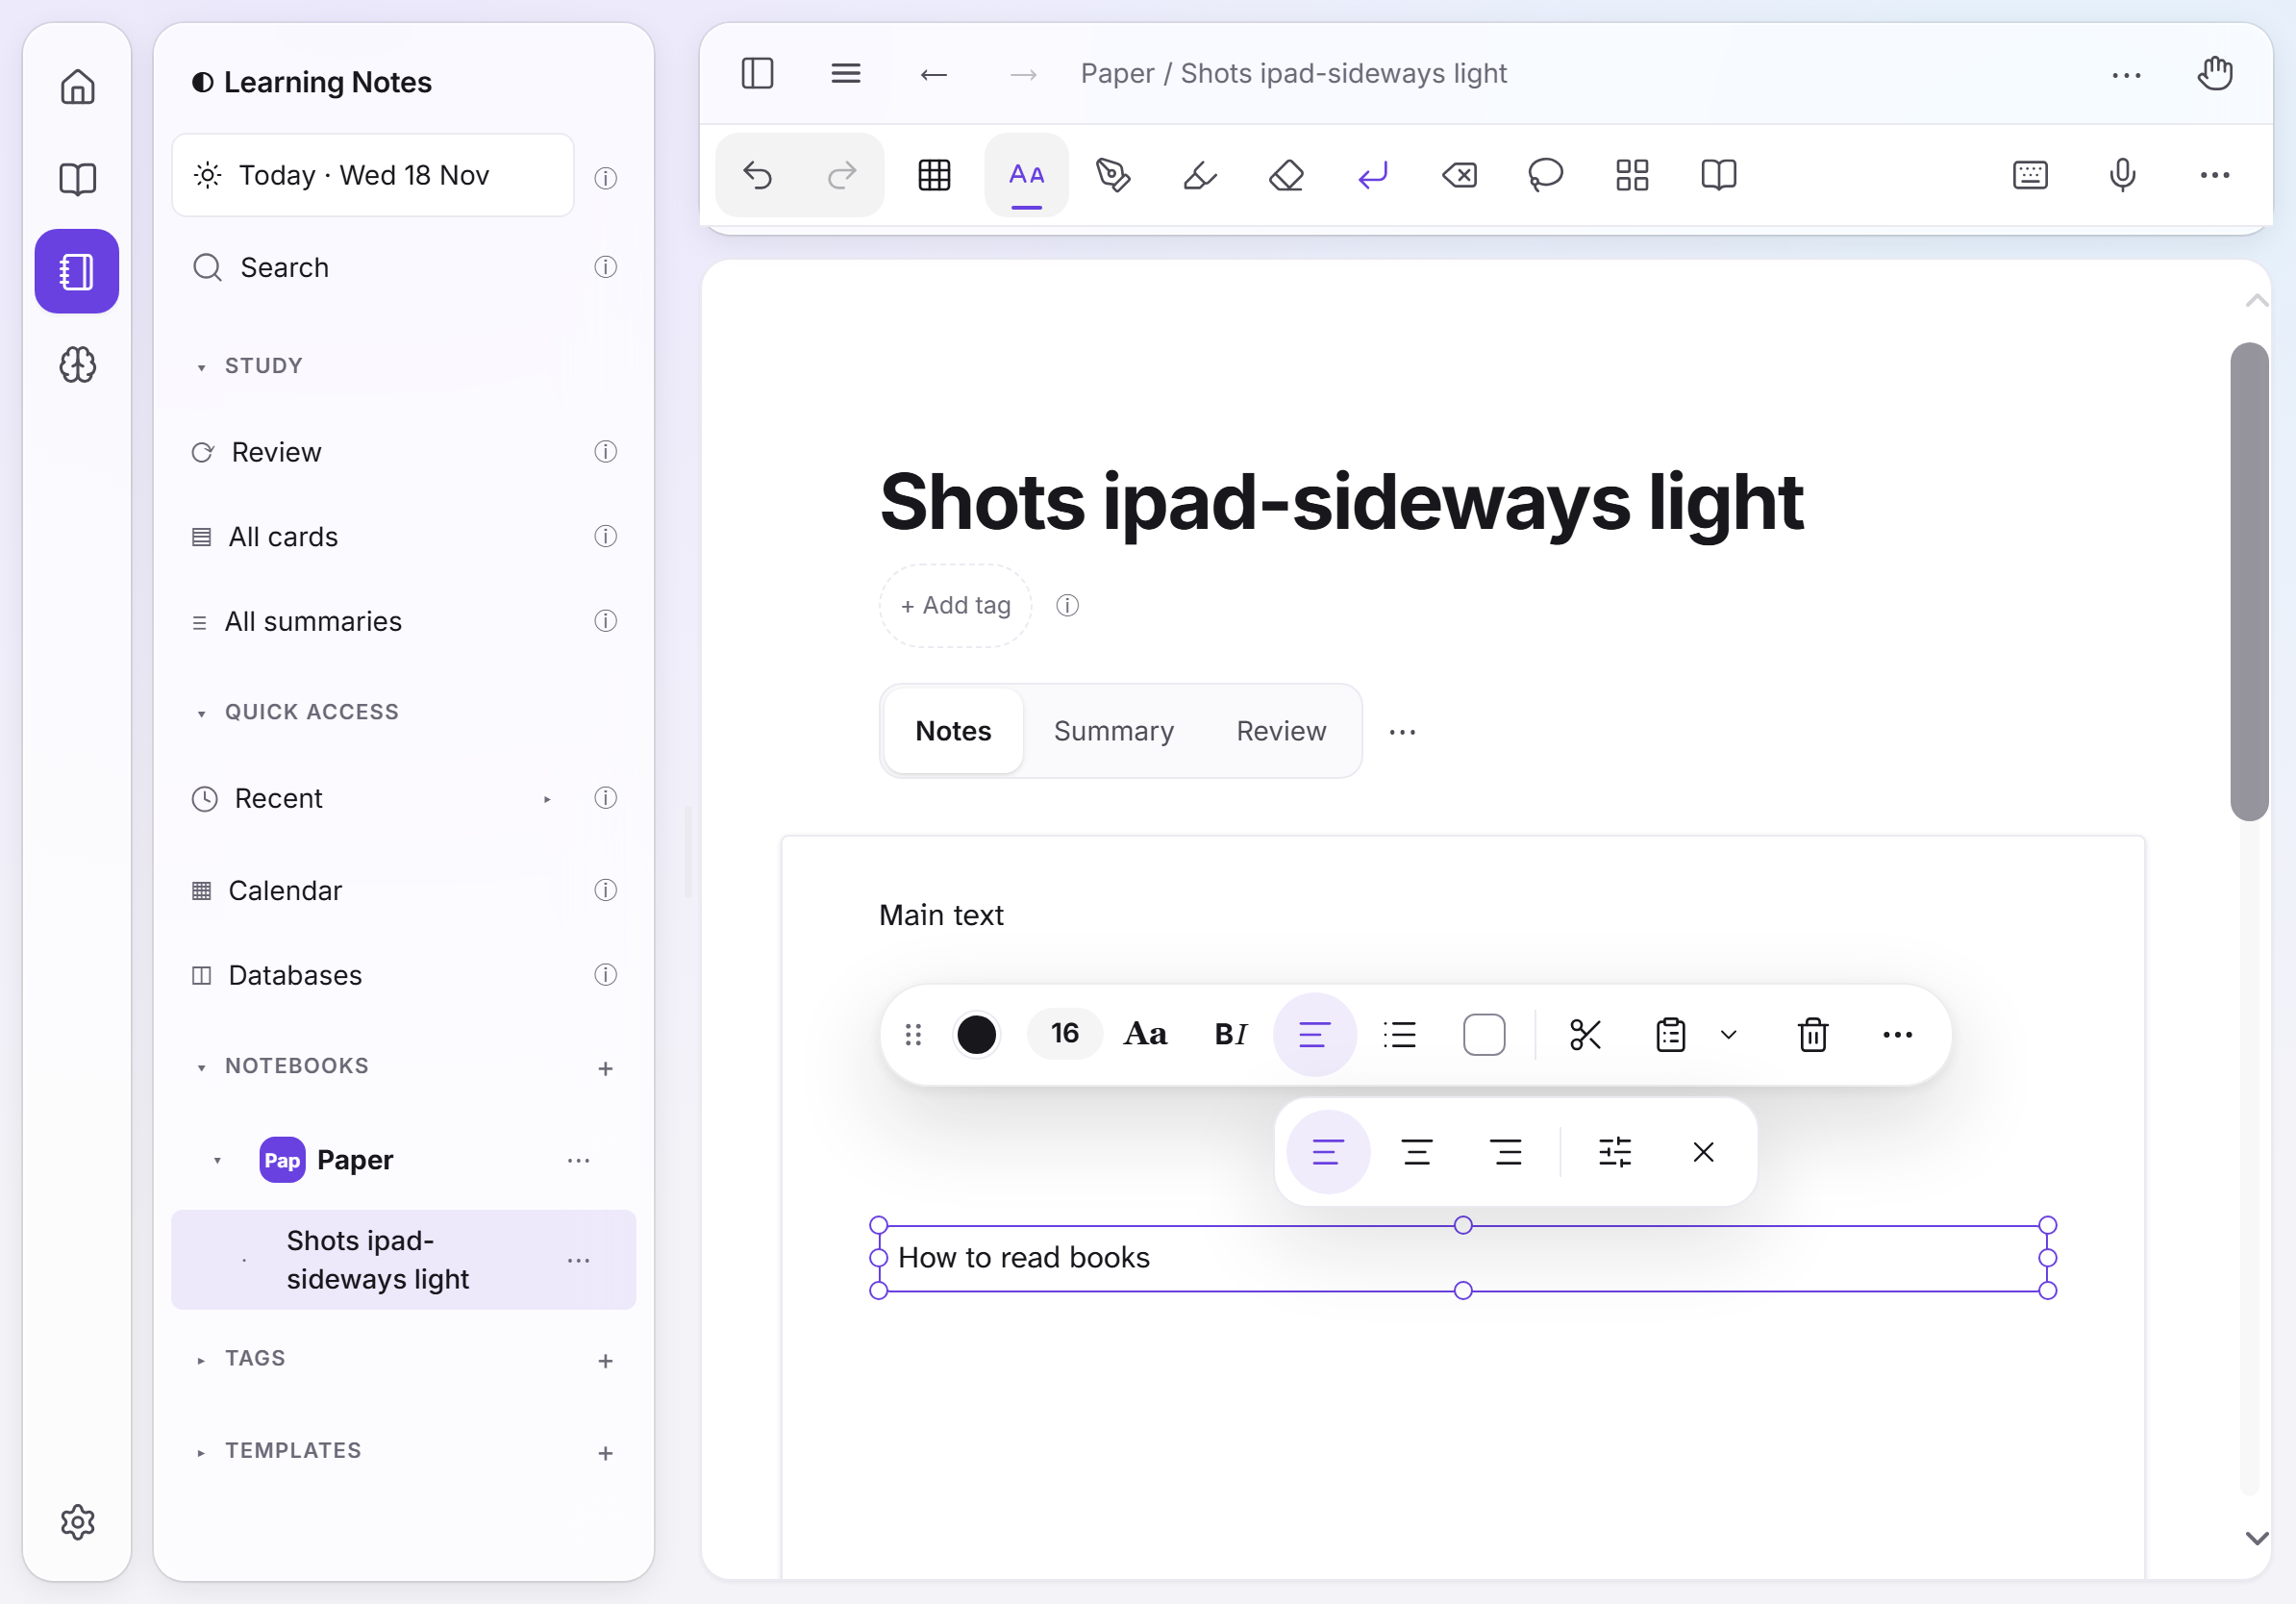 Learning Notes
Today · Wed 18 Nov
Search
STUDY
Review
All cards
All summaries
QUICK ACCESS
Recent
Calendar
Databases
NOTEBOOKS
+
Pap Paper
Shots ipad-
sideways light
TAGS
+
TEMPLATES
+
Paper / Shots ipad-sideways light
AA
Shots ipad-sideways light
+ Add tag
Notes Summary Review
Main text
16 Aa BI
How to read books